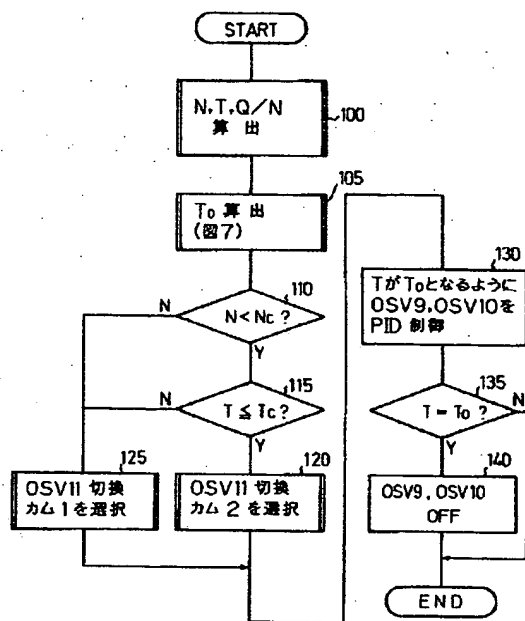 START
N,T,Q/N
算出
100
105
To 算出
(図7)
110
N
N<Nc?
Y
115
N
T≦Tc?
Y
125
OSV11 切換
カム1を選択
120
OSV11 切換
カム2を選択
130
TがToとなるように
OSV9,OSV10を
PID 制御
135
T=To?
N
Y
140
OSV9,OSV10
OFF
END